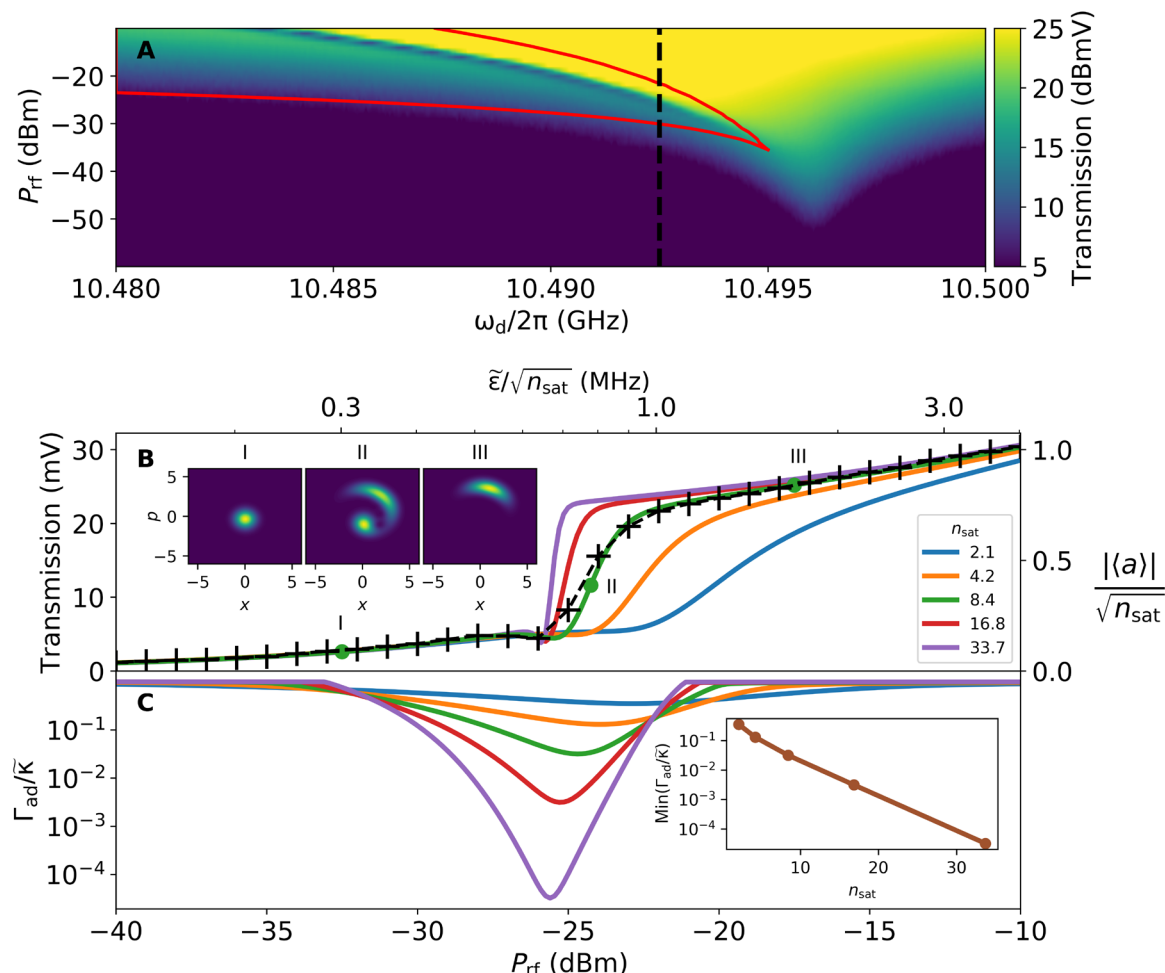 A
−20
−30
−40
−50
P_rf (dBm)
10.480 10.485 10.490 10.495 10.500
ω_d/2π (GHz)
25
20
15
10
5
Transmission (dBmV)
ε̃/√n_sat (MHz)
0.3 1.0 3.0
B
30
20
10
0
Transmission (mV)
I II III
5
0
−5
p
−5 0 5 −5 0 5 −5 0 5
x x x
I
II
III
n_sat
2.1
4.2
8.4
16.8
33.7
1.0
0.5
0.0
|⟨a⟩|
√n_sat
C
10⁻¹
10⁻²
10⁻³
10⁻⁴
Γ_ad/κ̃
10⁻¹
10⁻²
10⁻³
10⁻⁴
Min(Γ_ad/κ̃)
10 20 30
n_sat
−40 −35 −30 −25 −20 −15 −10
P_rf (dBm)